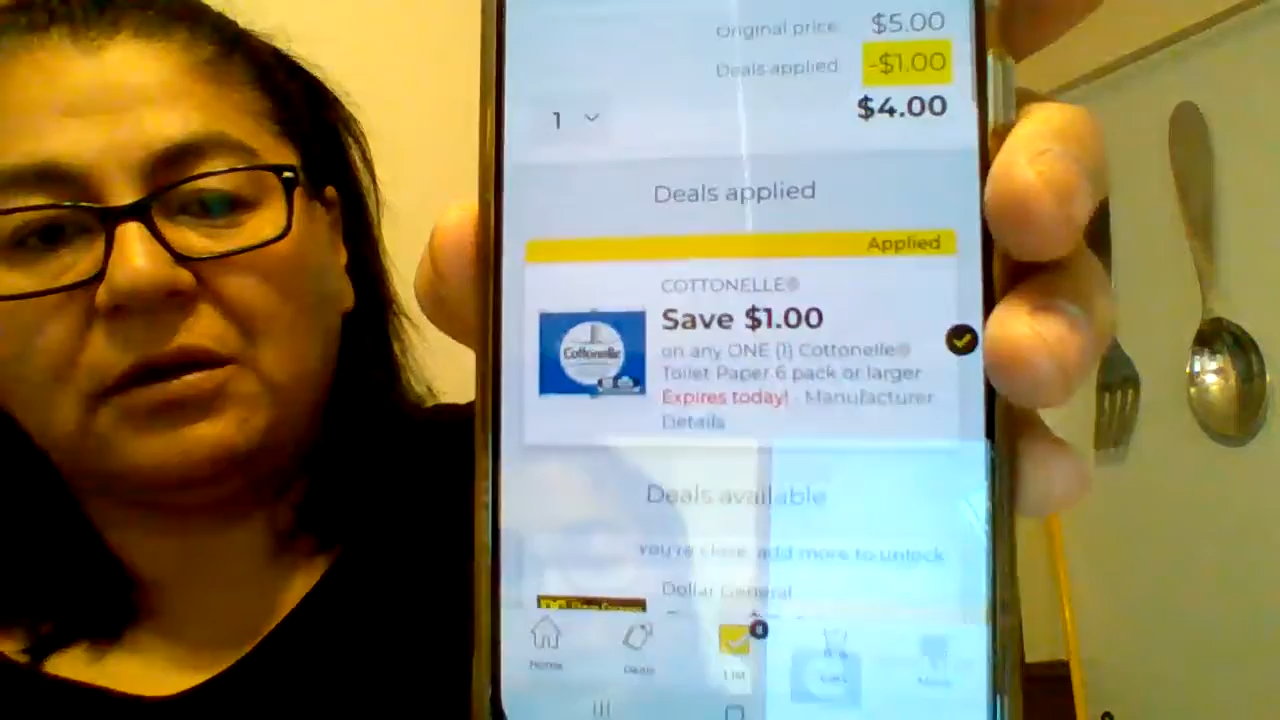 Original price: $5.00
Deals applied: -$1.00
$4.00
1
Deals applied
Applied
COTTONELLE®
Save $1.00
on any ONE (1) Cottonelle®
Toilet Paper 6 pack or larger
Expires today! - Manufacturer
Details
Cottonelle
Deals available
You're close, add more to unlock
Dollar General
Home
Deals
List